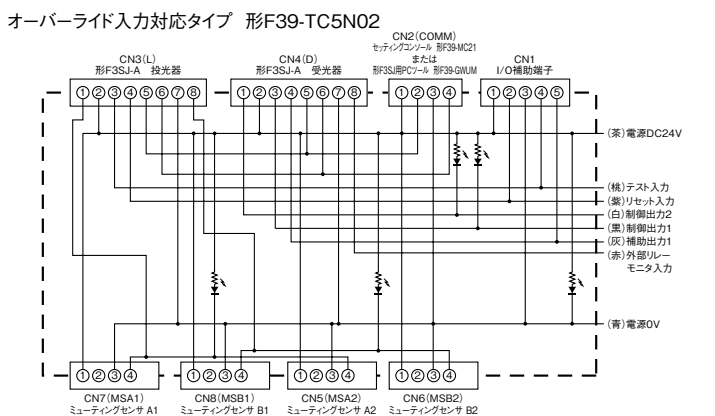 オーバーライド入力対応タイプ 形F39-TC5N02
CN3(L)
形F3SJ-A 投光器
CN4(D)
形F3SJ-A 受光器
CN2(COMM)
セッティングコンソール 形F39-MC21
または
形F3SJ用PCツール 形F39-GWUM
CN1
I/O補助端子
①②③④⑤⑥⑦⑧
①②③④⑤⑥⑦⑧
①②③④
①②③④⑤
(茶)電源DC24V
(桃)テスト入力
(紫)リセット入力
(白)制御出力2
(黒)制御出力1
(灰)補助出力1
(赤)外部リレー
モニタ入力
(青)電源0V
①②③④
①②③④
①②③④
①②③④
CN7(MSA1)
ミューティングセンサ A1
CN8(MSB1)
ミューティングセンサ B1
CN5(MSA2)
ミューティングセンサ A2
CN6(MSB2)
ミューティングセンサ B2